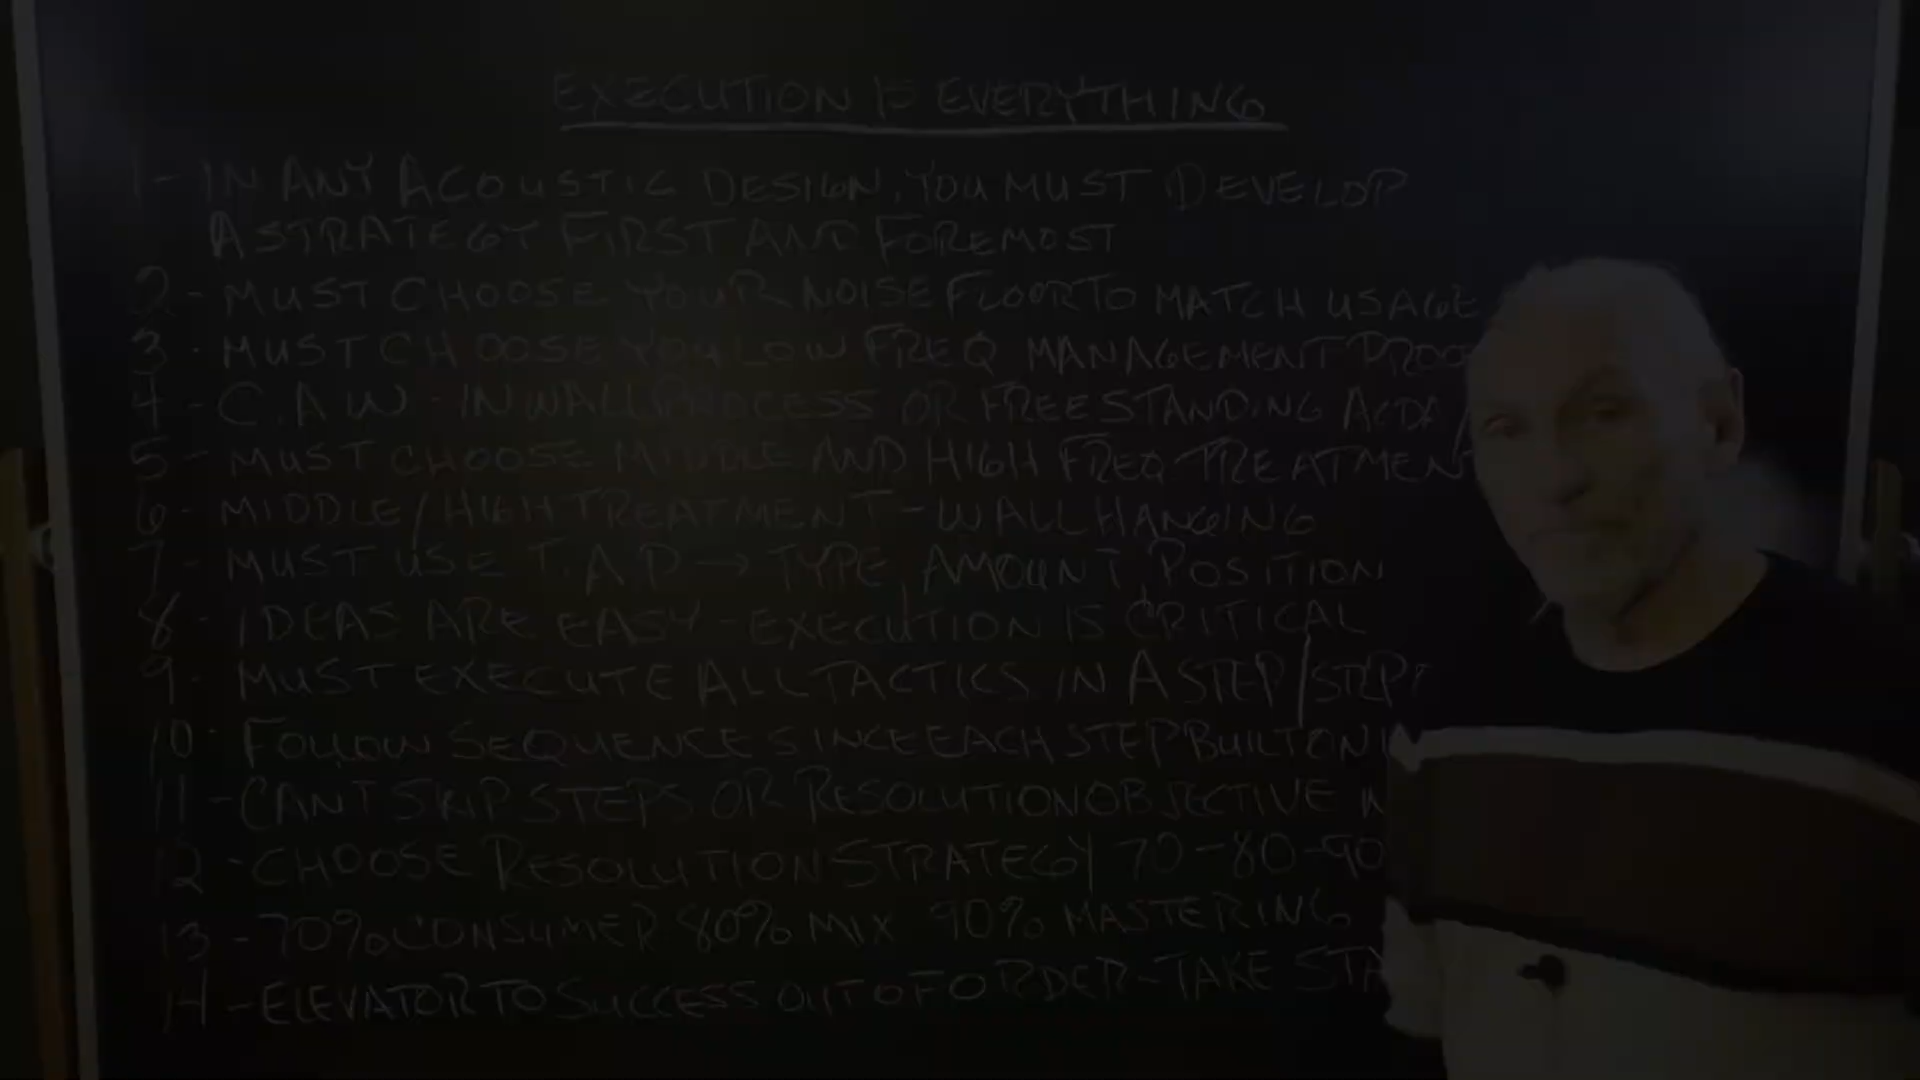 EXECUTION IS EVERYTHING
1- IN ANY ACOUSTIC DESIGN, YOU MUST DEVELOP
A STRATEGY FIRST AND FOREMOST
2- MUST CHOOSE YOUR NOISE FLOOR TO MATCH USAGE
3- MUST CHOOSE YOU LOW FREQ MANAGEMENT PROC
4- C.A.W - IN WALL PROCESS OR FREESTANDING ACDA
5- MUST CHOOSE MIDDLE AND HIGH FREQ TREATMENT
6- MIDDLE/HIGH TREATMENT - WALL HANGING
7- MUST USE T.A.P → TYPE, AMOUNT, POSITION
8- IDEAS ARE EASY - EXECUTION IS CRITICAL
9- MUST EXECUTE ALL TACTICS IN A STEP/STEP
10- FOLLOW SEQUENCE SINCE EACH STEP BUILT ON
11- CANT SKIP STEPS OR RESOLUTION OBJECTIVE
12- CHOOSE RESOLUTION STRATEGY 70-80-90
13- 70% CONSUMER 80% MIX 90% MASTERING
14- ELEVATOR TO SUCCESS OUT OF ORDER - TAKE STA